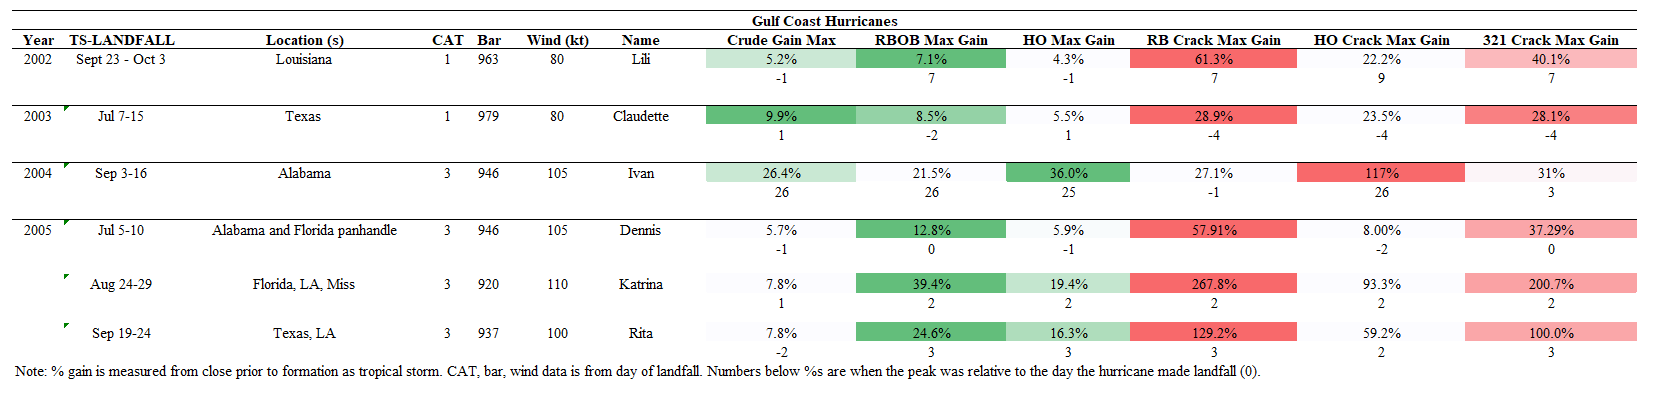 Gulf Coast Hurricanes
Year TS-LANDFALL Location (s) CAT Bar Wind (kt) Name Crude Gain Max RBOB Max Gain HO Max Gain RB Crack Max Gain HO Crack Max Gain 321 Crack Max Gain
2002 Sept 23 - Oct 3 Louisiana 1 963 80 Lili 5.2% 7.1% 4.3% 61.3% 22.2% 40.1%
-1 7 -1 7 9 7
2003 Jul 7-15 Texas 1 979 80 Claudette 9.9% 8.5% 5.5% 28.9% 23.5% 28.1%
1 -2 1 -4 -4 -4
2004 Sep 3-16 Alabama 3 946 105 Ivan 26.4% 21.5% 36.0% 27.1% 117% 31%
26 26 25 -1 26 3
2005 Jul 5-10 Alabama and Florida panhandle 3 946 105 Dennis 5.7% 12.8% 5.9% 57.91% 8.00% 37.29%
-1 0 -1 0 -2 0
Aug 24-29 Florida, LA, Miss 3 920 110 Katrina 7.8% 39.4% 19.4% 267.8% 93.3% 200.7%
1 2 2 2 2 2
Sep 19-24 Texas, LA 3 937 100 Rita 7.8% 24.6% 16.3% 129.2% 59.2% 100.0%
-2 3 3 3 2 3
Note: % gain is measured from close prior to formation as tropical storm. CAT, bar, wind data is from day of landfall. Numbers below %s are when the peak was relative to the day the hurricane made landfall (0).